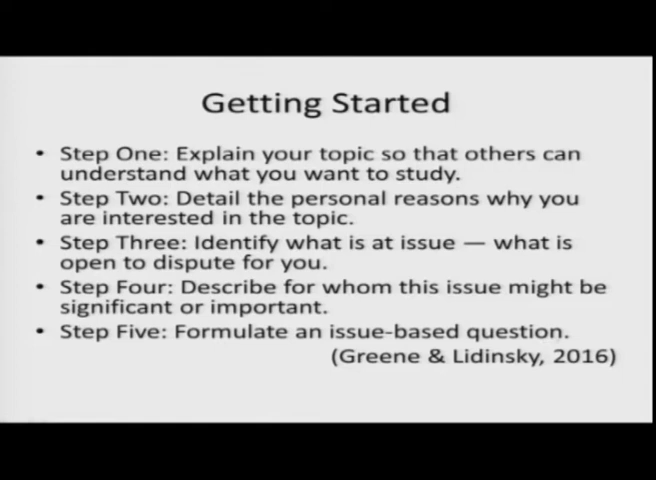 Getting Started
• Step One: Explain your topic so that others can
understand what you want to study.
• Step Two: Detail the personal reasons why you
are interested in the topic.
• Step Three: Identify what is at issue — what is
open to dispute for you.
• Step Four: Describe for whom this issue might be
significant or important.
• Step Five: Formulate an issue-based question.
(Greene & Lidinsky, 2016)